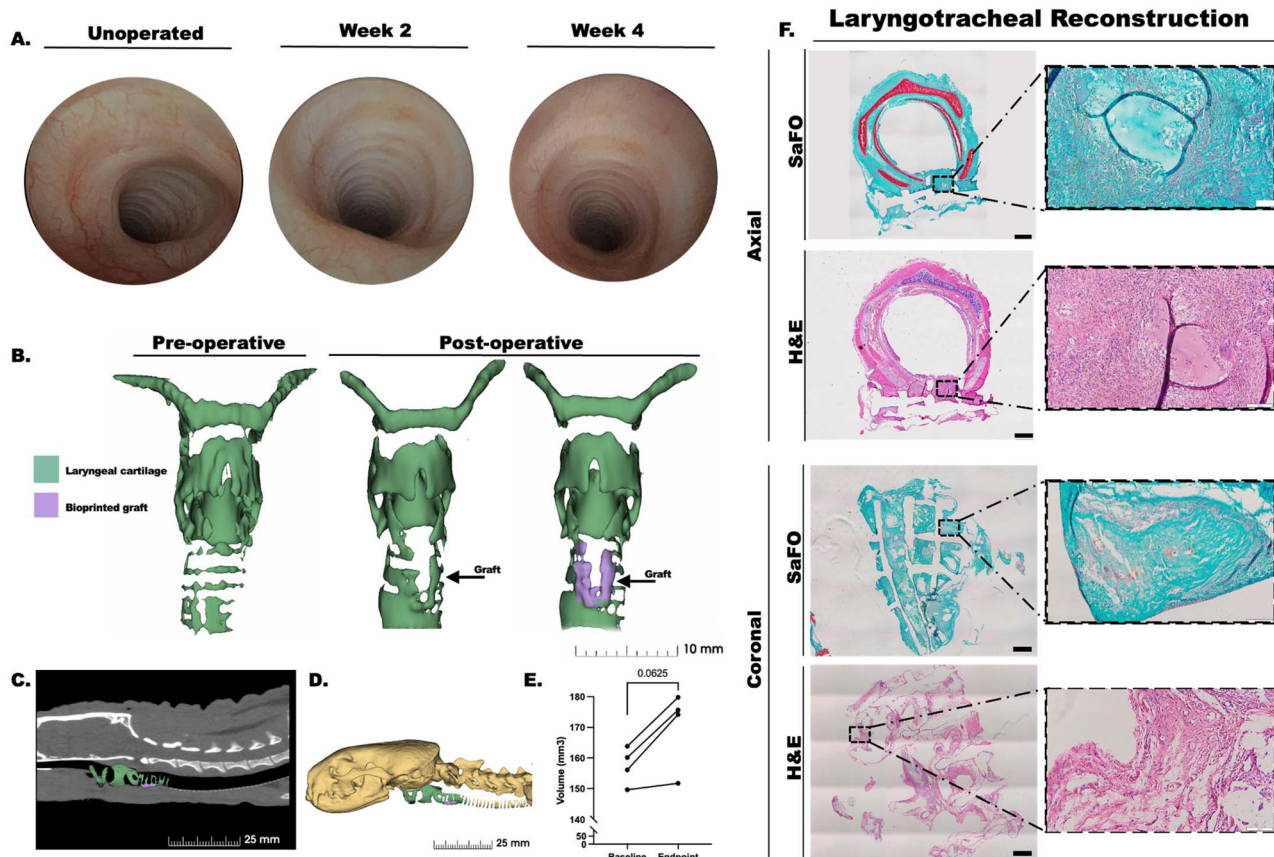 A.
Unoperated
Week 2
Week 4
B.
Pre-operative
Post-operative
Laryngeal cartilage
Bioprinted graft
Graft
Graft
10 mm
C.
25 mm
D.
25 mm
E.
0.0625
Volume (mm3)
180
170
160
150
140
50
0
Baseline
Endpoint
F.
Laryngotracheal Reconstruction
Axial
SaFO
H&E
Coronal
SaFO
H&E